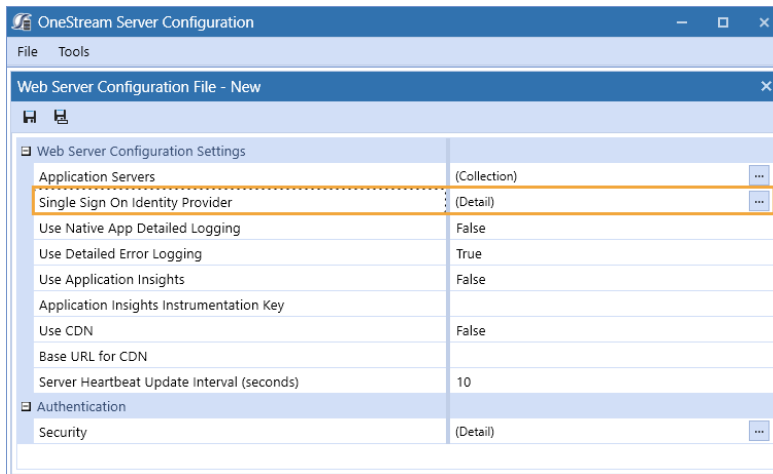 OneStream Server Configuration
File Tools
Web Server Configuration File - New
Web Server Configuration Settings
Application Servers (Collection) ...
Single Sign On Identity Provider (Detail) ...
Use Native App Detailed Logging False
Use Detailed Error Logging True
Use Application Insights False
Application Insights Instrumentation Key
Use CDN False
Base URL for CDN
Server Heartbeat Update Interval (seconds) 10
Authentication
Security (Detail) ...